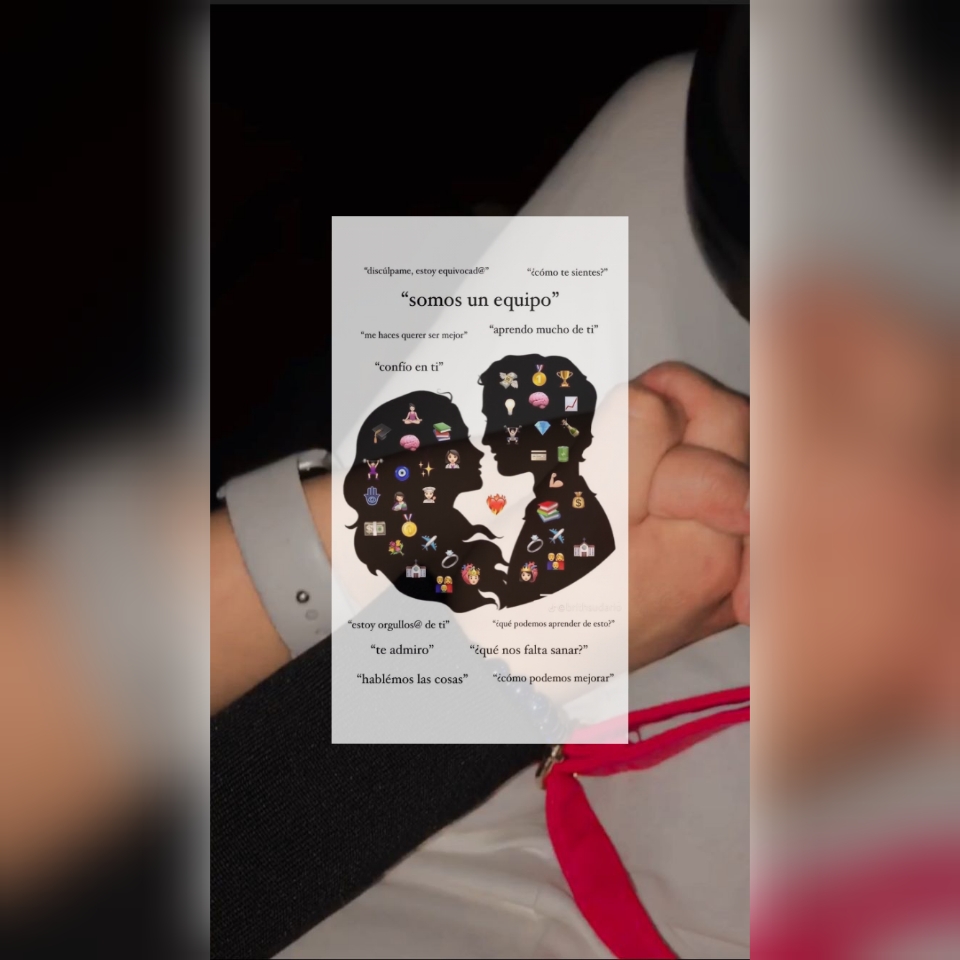 "discúlpame, estoy equivocad@"
"¿cómo te sientes?"
"somos un equipo"
"me haces querer ser mejor"
"aprendo mucho de ti"
"confío en ti"
"estoy orgullos@ de ti"
"¿qué podemos aprender de esto?"
"te admiro"
"¿qué nos falta sanar?"
"hablémos las cosas"
"¿cómo podemos mejorar"